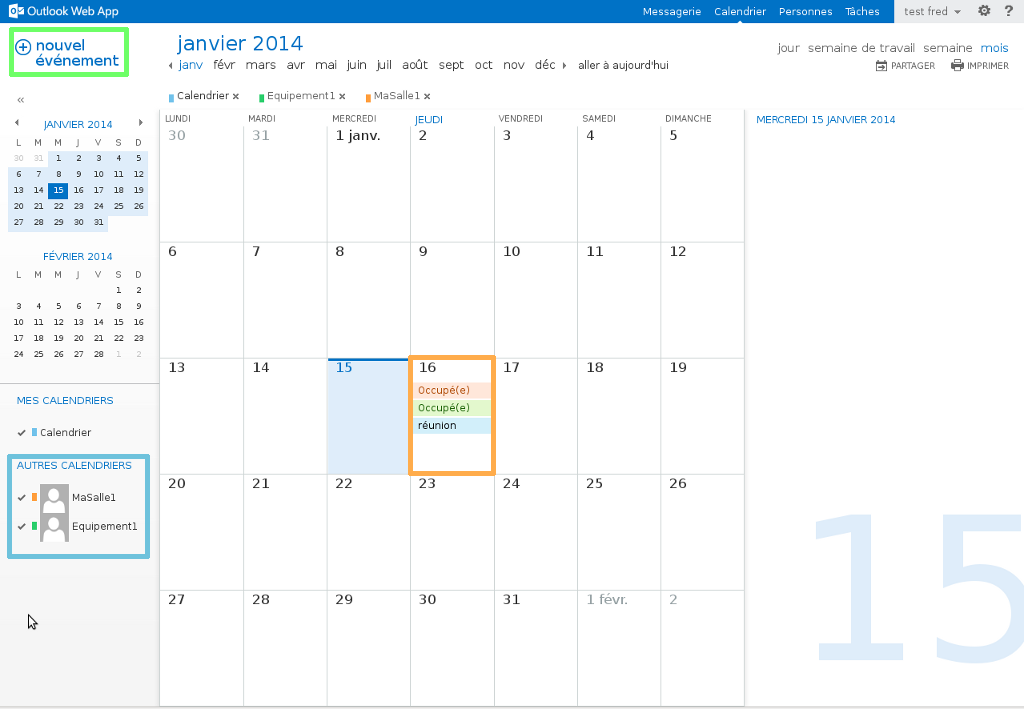 Outlook Web App
Messagerie Calendrier Personnes Tâches test fred ?
nouvel
événement
janvier 2014
janv févr mars avr mai juin juil août sept oct nov déc aller à aujourd'hui
jour semaine de travail semaine mois
PARTAGER IMPRIMER
«
Calendrier × Equipement1 × MaSalle1 ×
JANVIER 2014
L M M J V S D
30 31 1 2 3 4 5
6 7 8 9 10 11 12
13 14 15 16 17 18 19
20 21 22 23 24 25 26
27 28 29 30 31
FÉVRIER 2014
L M M J V S D
1 2
3 4 5 6 7 8 9
10 11 12 13 14 15 16
17 18 19 20 21 22 23
24 25 26 27 28 1 2
MES CALENDRIERS
Calendrier
AUTRES CALENDRIERS
MaSalle1
Equipement1
LUNDI MARDI MERCREDI JEUDI VENDREDI SAMEDI DIMANCHE
30 31 1 janv. 2 3 4 5
6 7 8 9 10 11 12
13 14 15 16 17 18 19
Occupé(e)
Occupé(e)
réunion
20 21 22 23 24 25 26
27 28 29 30 31 1 févr. 2
MERCREDI 15 JANVIER 2014
15